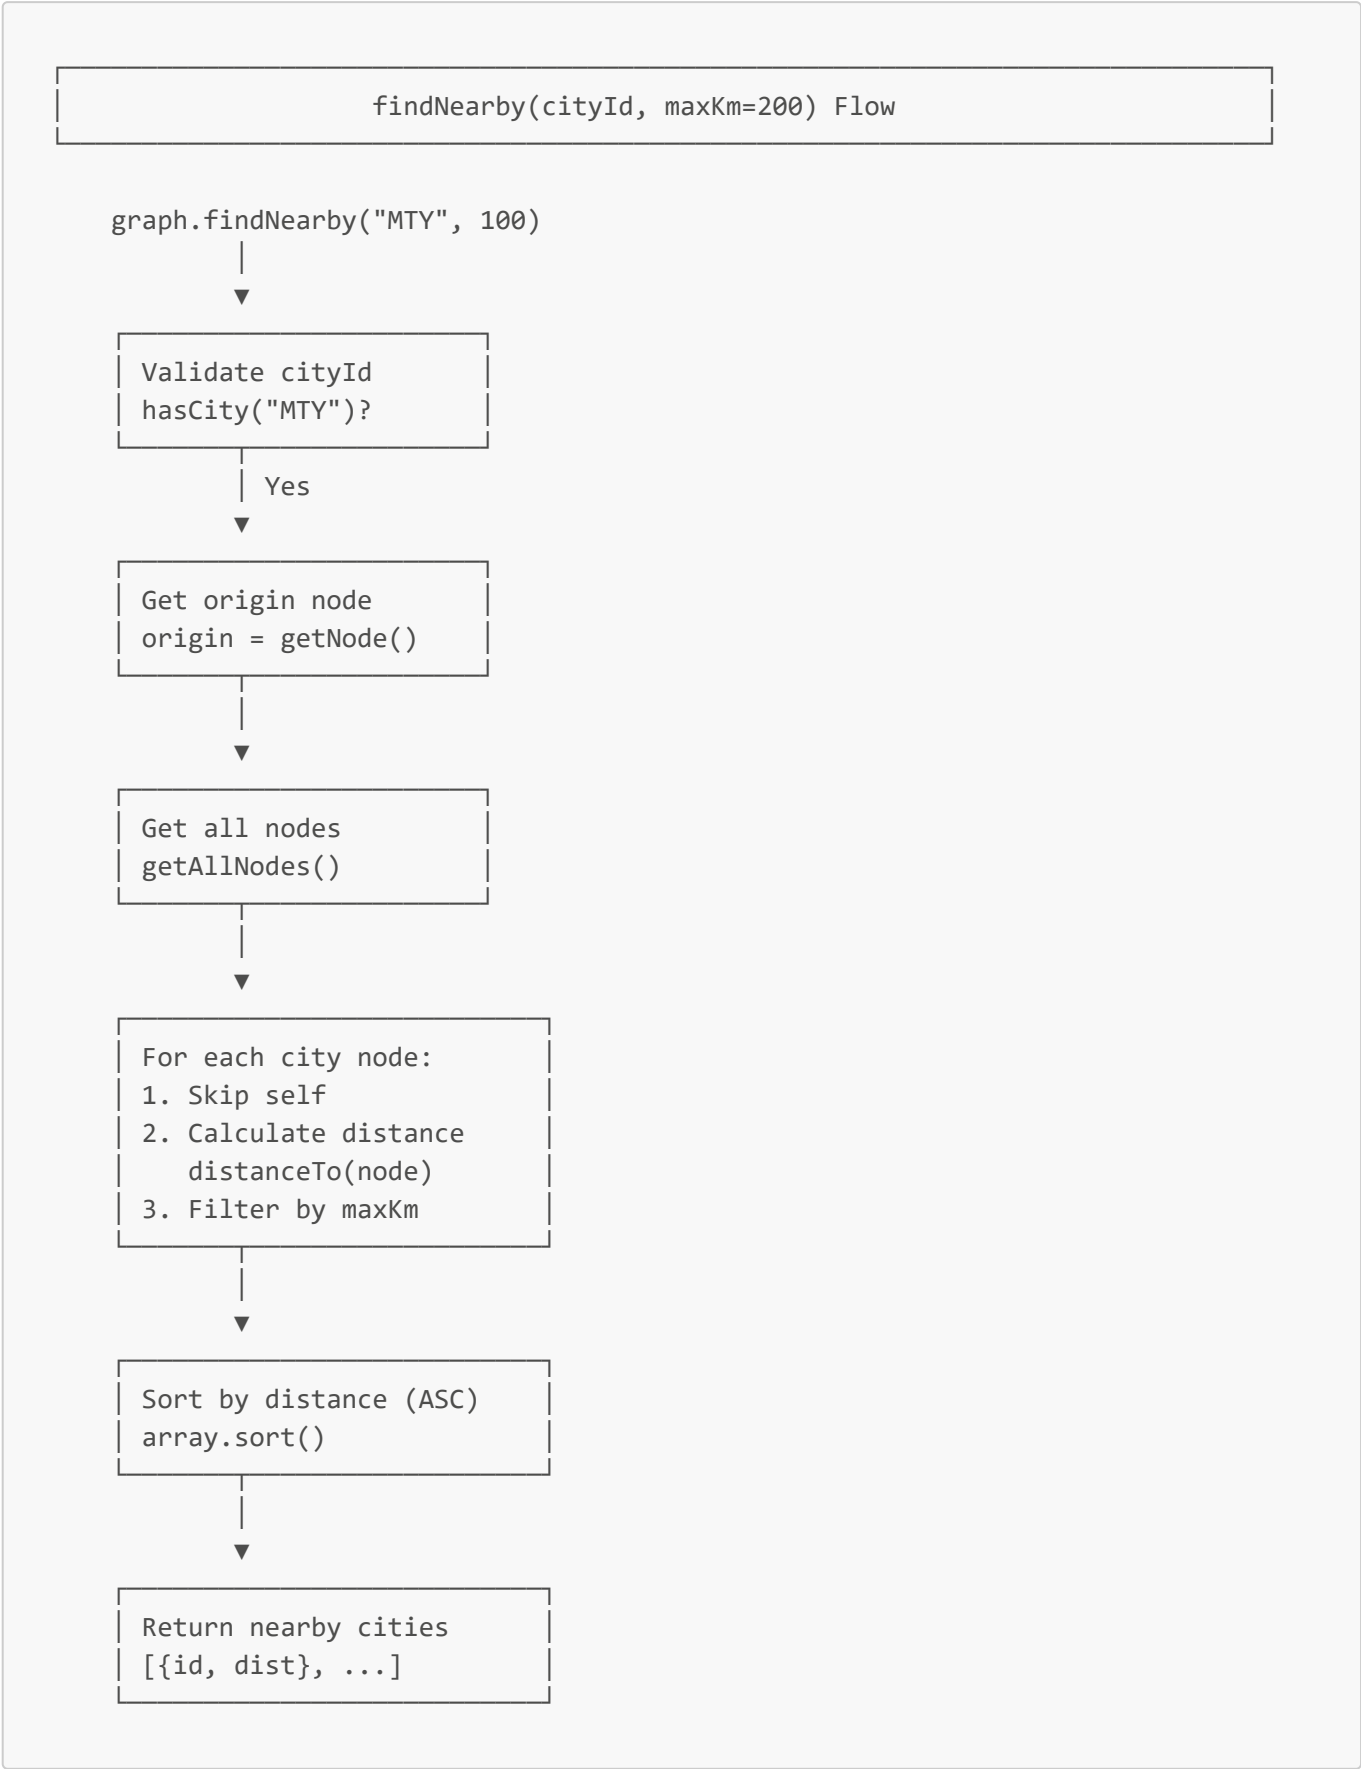 findNearby(cityId, maxKm=200) Flow
graph.findNearby("MTY", 100)
Validate cityId
hasCity("MTY")?
Yes
Get origin node
origin = getNode()
Get all nodes
getAllNodes()
For each city node:
1. Skip self
2. Calculate distance
distanceTo(node)
3. Filter by maxKm
Sort by distance (ASC)
array.sort()
Return nearby cities
[{id, dist}, ...]